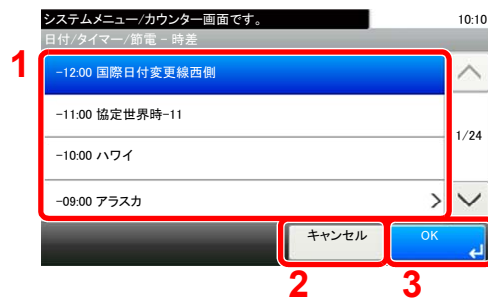 システムメニュー/カウンター画面です。 10:10
日付/タイマー/節電 - 時差
1
-12:00 国際日付変更線西側
-11:00 協定世界時-11
1/24
-10:00 ハワイ
-09:00 アラスカ
キャンセル OK
2 3